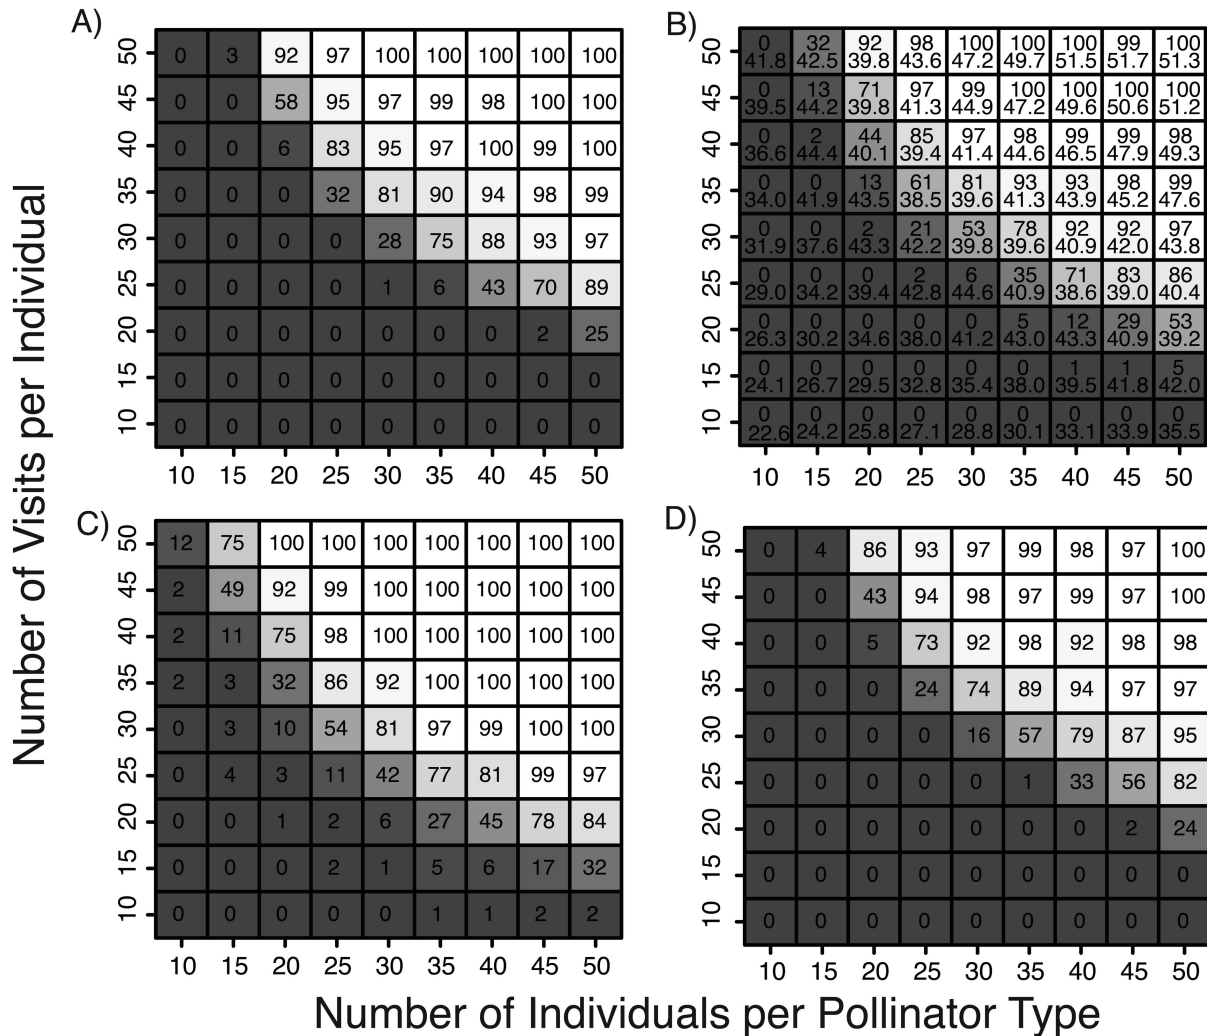 A)
50 0 3 92 97 100 100 100 100 100
45 0 0 58 95 97 99 98 100 100
40 0 0 6 83 95 97 100 99 100
35 0 0 0 32 81 90 94 98 99
30 0 0 0 0 28 75 88 93 97
25 0 0 0 0 1 6 43 70 89
20 0 0 0 0 0 0 0 2 25
15 0 0 0 0 0 0 0 0 0
10 0 0 0 0 0 0 0 0 0
10 15 20 25 30 35 40 45 50
B)
50 0 32 92 98 100 100 100 99 100
41.8 42.5 39.8 43.6 47.2 49.7 51.5 51.7 51.3
45 0 13 71 97 99 100 100 100 100
39.5 44.2 39.8 41.3 44.9 47.2 49.6 50.6 51.2
40 0 2 44 85 97 98 99 99 98
36.6 44.4 40.1 39.4 41.4 44.6 46.5 47.9 49.3
35 0 0 13 61 81 93 93 98 99
34.0 41.9 43.5 38.5 39.6 41.3 43.9 45.2 47.6
30 0 0 2 21 53 78 92 92 97
31.9 37.6 43.3 42.2 39.8 39.6 40.9 42.0 43.8
25 0 0 0 2 6 35 71 83 86
29.0 34.2 39.4 42.8 44.6 40.9 38.6 39.0 40.4
20 0 0 0 0 0 5 12 29 53
26.3 30.2 34.6 38.0 41.2 43.0 43.3 40.9 39.2
15 0 0 0 0 0 0 1 1 5
24.1 26.7 29.5 32.8 35.4 38.0 39.5 41.8 42.0
10 0 0 0 0 0 0 0 0 0
22.6 24.2 25.8 27.1 28.8 30.1 33.1 33.9 35.5
10 15 20 25 30 35 40 45 50
C)
50 12 75 100 100 100 100 100 100 100
45 2 49 92 99 100 100 100 100 100
40 2 11 75 98 100 100 100 100 100
35 2 3 32 86 92 100 100 100 100
30 0 3 10 54 81 97 99 100 100
25 0 4 3 11 42 77 81 99 97
20 0 0 1 2 6 27 45 78 84
15 0 0 0 2 1 5 6 17 32
10 0 0 0 0 0 1 1 2 2
10 15 20 25 30 35 40 45 50
D)
50 0 4 86 93 97 99 98 97 100
45 0 0 43 94 98 97 99 97 100
40 0 0 5 73 92 98 92 98 98
35 0 0 0 24 74 89 94 97 97
30 0 0 0 0 16 57 79 87 95
25 0 0 0 0 0 1 33 56 82
20 0 0 0 0 0 0 0 2 24
15 0 0 0 0 0 0 0 0 0
10 0 0 0 0 0 0 0 0 0
10 15 20 25 30 35 40 45 50
Number of Visits per Individual
Number of Individuals per Pollinator Type